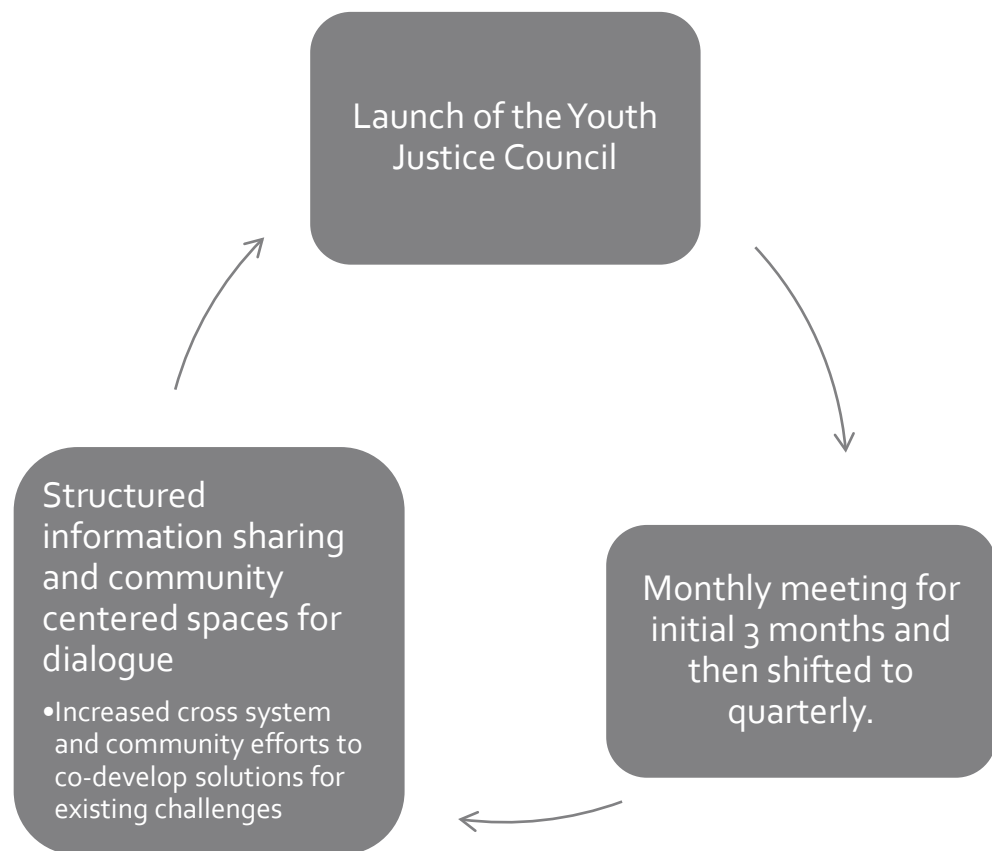 Launch of the Youth
Justice Council
Monthly meeting for
initial 3 months and
then shifted to
quarterly.
Structured
information sharing
and community
centered spaces for
dialogue
•Increased cross system
and community efforts to
co-develop solutions for
existing challenges